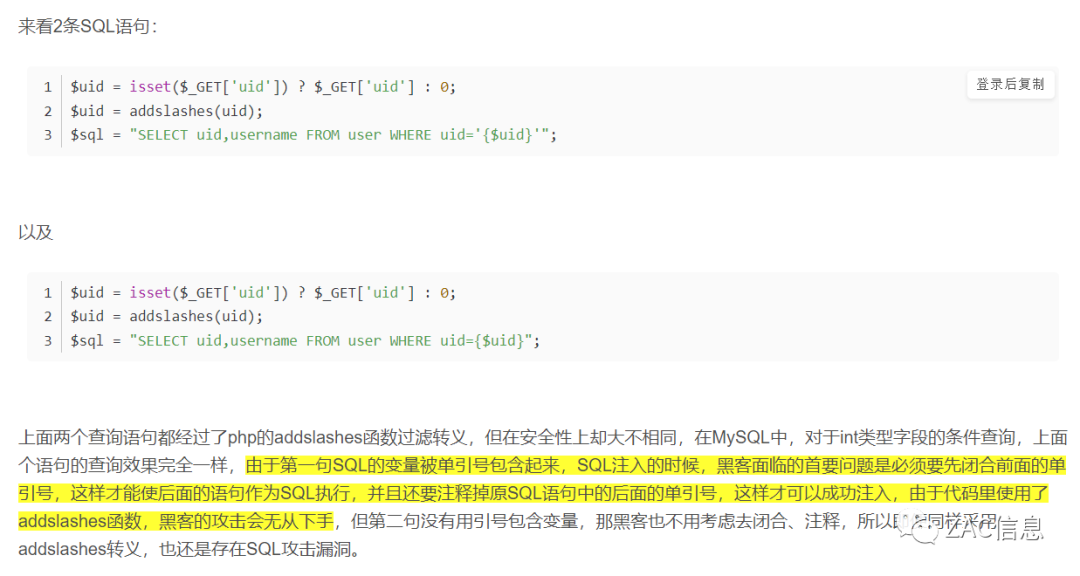 来看2条SQL语句：
1 $uid = isset($_GET['uid']) ? $_GET['uid'] : 0;
登录后复制
2 $uid = addslashes(uid);
3 $sql = "SELECT uid,username FROM user WHERE uid='{$uid}'";
以及
1 $uid = isset($_GET['uid']) ? $_GET['uid'] : 0;
2 $uid = addslashes(uid);
3 $sql = "SELECT uid,username FROM user WHERE uid={$uid}";
上面两个查询语句都经过了php的addslashes函数过滤转义，但在安全性上却大不相同，在MySQL中，对于int类型字段的条件查询，上面
个语句的查询效果完全一样，由于第一句SQL的变量被单引号包含起来，SQL注入的时候，黑客面临的首要问题是必须要先闭合前面的单
引号，这样才能使后面的语句作为SQL执行，并且还要注释掉原SQL语句中的后面的单引号，这样才可以成功注入，由于代码里使用了
addslashes函数，黑客的攻击会无从下手，但第二句没有用引号包含变量，那黑客也不用考虑去闭合、注释，所以同样采用
addslashes转义，也还是存在SQL攻击漏洞。
ZAC信息